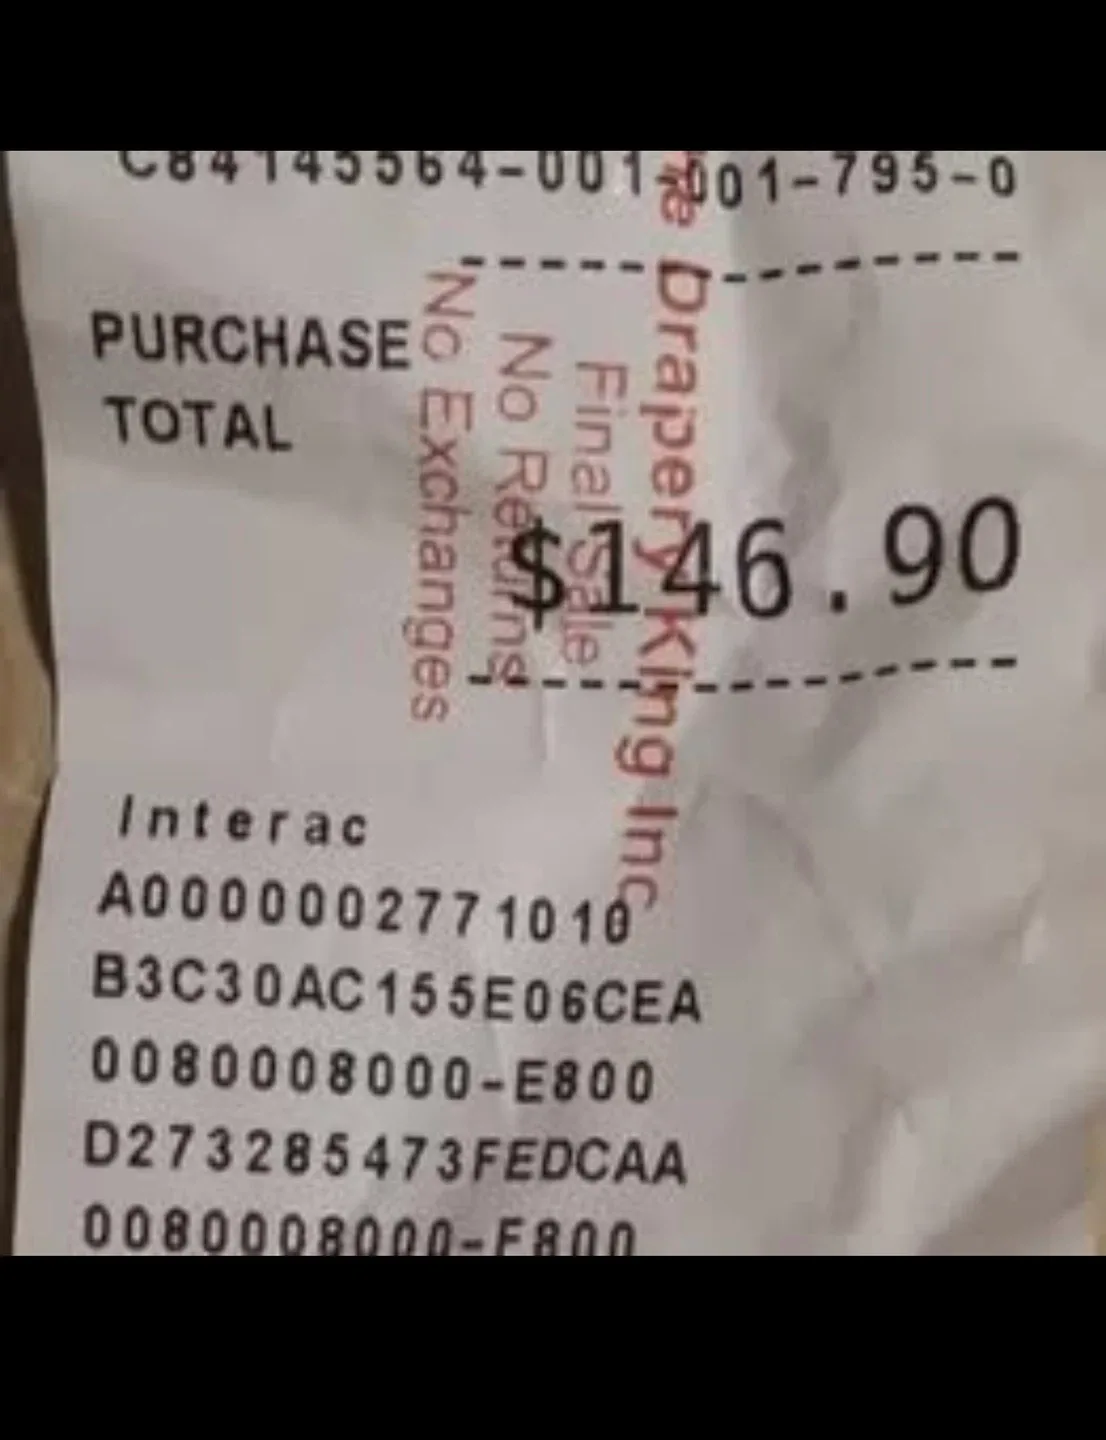 C84145564-001-001-795-0
PURCHASE
TOTAL
$146.90
Drapery King Inc
Final Sale
No Returns
No Exchanges
Interac
A0000002771010
B3C30AC155E06CEA
0080008000-E800
D273285473FEDCAA
0080008000-F800